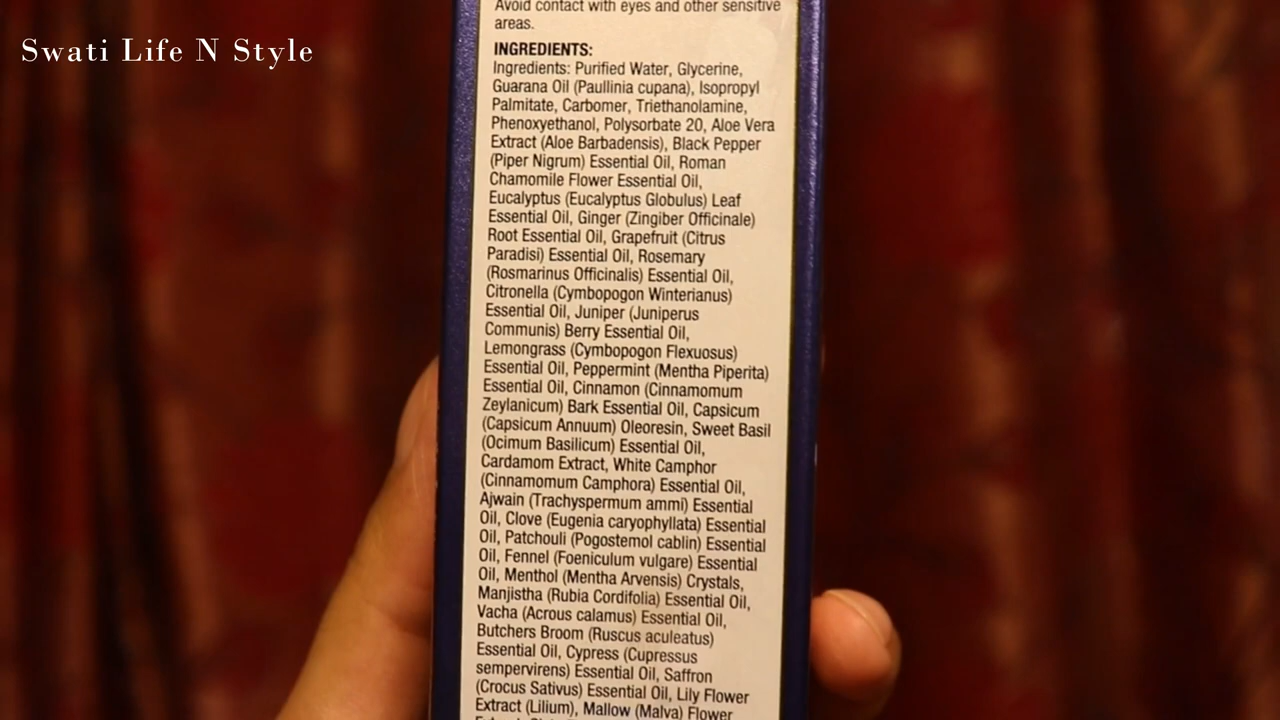 Swati Life N Style
Avoid contact with eyes and other sensitive
areas.
INGREDIENTS:
Ingredients: Purified Water, Glycerine,
Guarana Oil (Paullinia cupana), Isopropyl
Palmitate, Carbomer, Triethanolamine,
Phenoxyethanol, Polysorbate 20, Aloe Vera
Extract (Aloe Barbadensis), Black Pepper
(Piper Nigrum) Essential Oil, Roman
Chamomile Flower Essential Oil,
Eucalyptus (Eucalyptus Globulus) Leaf
Essential Oil, Ginger (Zingiber Officinale)
Root Essential Oil, Grapefruit (Citrus
Paradisi) Essential Oil, Rosemary
(Rosmarinus Officinalis) Essential Oil,
Citronella (Cymbopogon Winterianus)
Essential Oil, Juniper (Juniperus
Communis) Berry Essential Oil,
Lemongrass (Cymbopogon Flexuosus)
Essential Oil, Peppermint (Mentha Piperita)
Essential Oil, Cinnamon (Cinnamomum
Zeylanicum) Bark Essential Oil, Capsicum
(Capsicum Annuum) Oleoresin, Sweet Basil
(Ocimum Basilicum) Essential Oil,
Cardamom Extract, White Camphor
(Cinnamomum Camphora) Essential Oil,
Ajwain (Trachyspermum ammi) Essential
Oil, Clove (Eugenia caryophyllata) Essential
Oil, Patchouli (Pogostemol cablin) Essential
Oil, Fennel (Foeniculum vulgare) Essential
Oil, Menthol (Mentha Arvensis) Crystals,
Manjistha (Rubia Cordifolia) Essential Oil,
Vacha (Acrous calamus) Essential Oil,
Butchers Broom (Ruscus aculeatus)
Essential Oil, Cypress (Cupressus
sempervirens) Essential Oil, Saffron
(Crocus Sativus) Essential Oil, Lily Flower
Extract (Lilium), Mallow (Malva) Flower